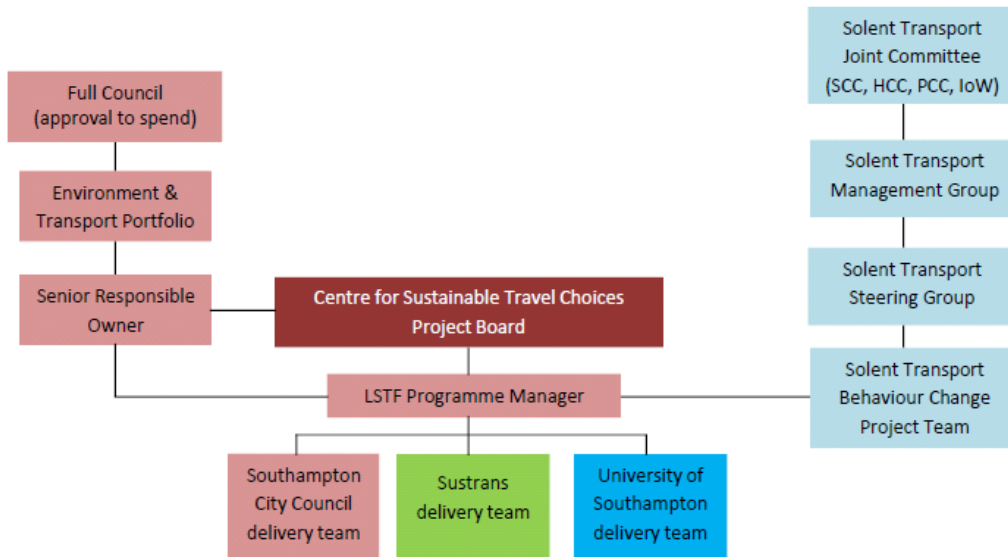 Full Council
(approval to spend)
Environment &
Transport Portfolio
Senior Responsible
Owner
Centre for Sustainable Travel Choices
Project Board
LSTF Programme Manager
Southampton
City Council
delivery team
Sustrans
delivery team
University of
Southampton
delivery team
Solent Transport
Joint Committee
(SCC, HCC, PCC, IoW)
Solent Transport
Management Group
Solent Transport
Steering Group
Solent Transport
Behaviour Change
Project Team